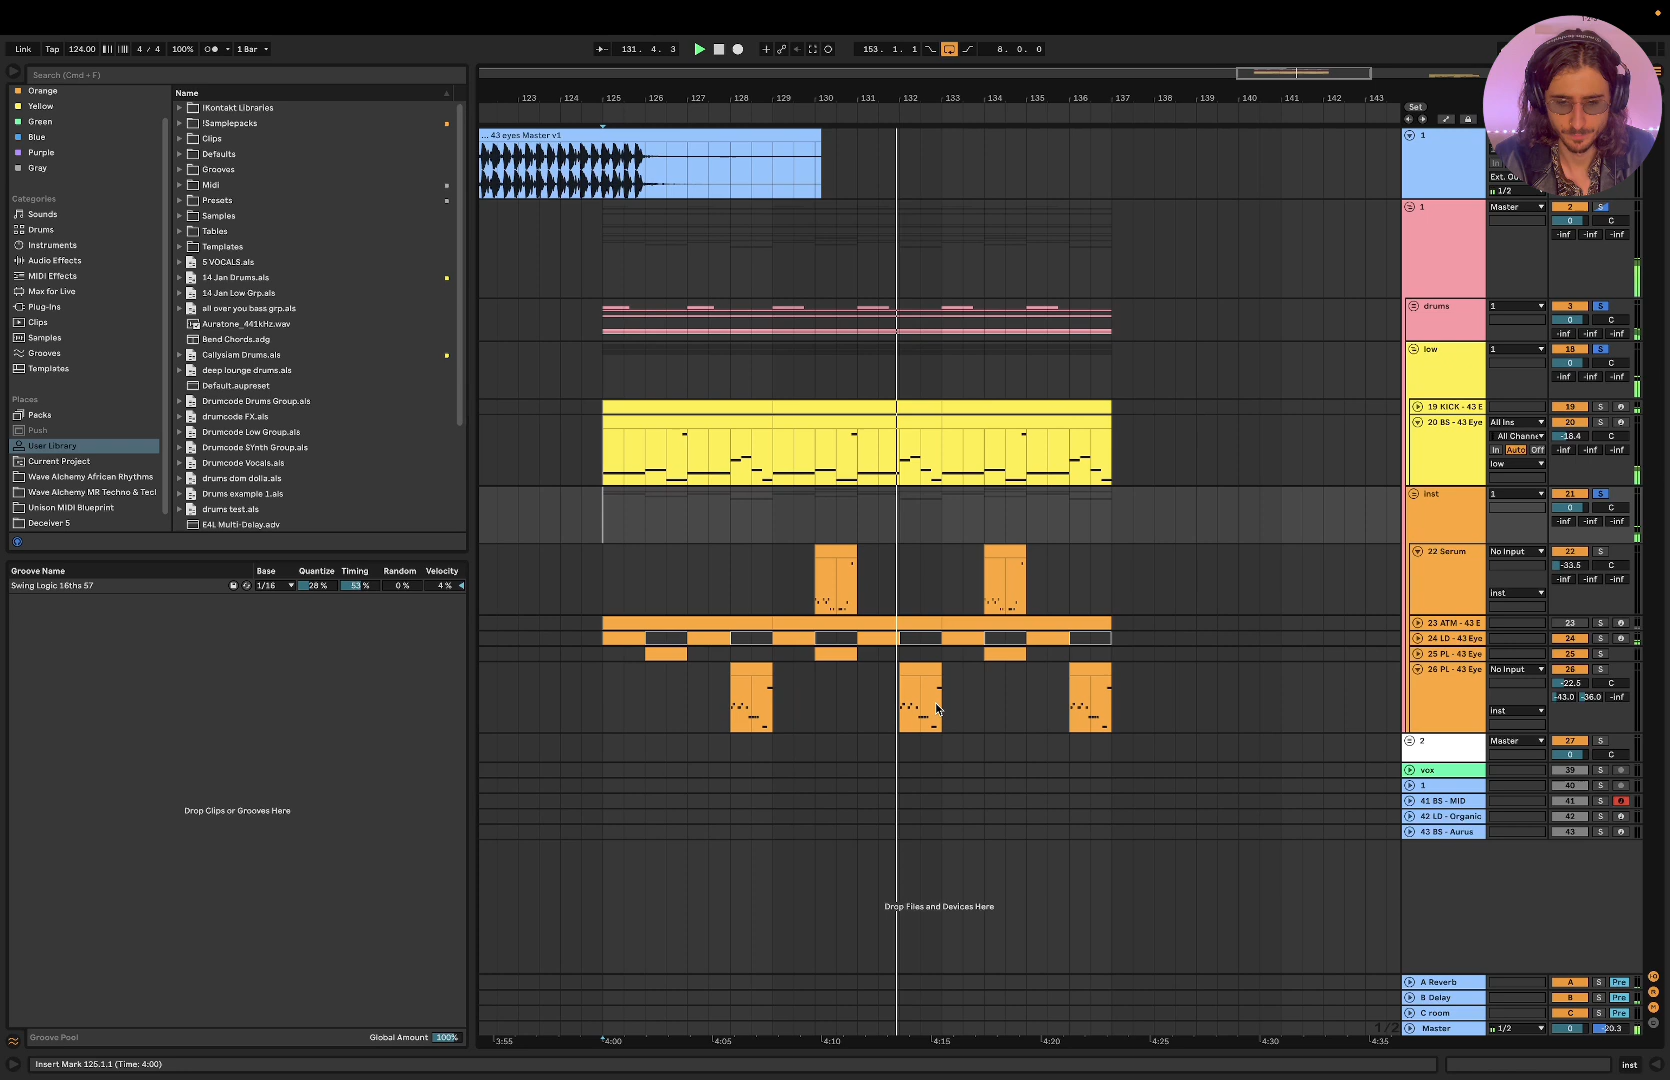 Link Tap 124.00 4 / 4 100% 1 Bar
131. 4. 3
153. 1. 1
8. 0. 0
Search (Cmd + F)
Orange
Yellow
Green
Blue
Purple
Gray
Categories
Sounds
Drums
Instruments
Audio Effects
MIDI Effects
Max for Live
Plug-Ins
Clips
Samples
Grooves
Templates
Places
Packs
Push
User Library
Current Project
Wave Alchemy African Rhythms
Wave Alchemy MR Techno & Tecl
Unison MIDI Blueprint
Deceiver 5
Name
!Kontakt Libraries
!Samplepacks
Clips
Defaults
Grooves
Midi
Presets
Samples
Tables
Templates
5 VOCALS.als
14 Jan Drums.als
14 Jan Low Grp.als
all over you bass grp.als
Auratone_441kHz.wav
Bend Chords.adg
Callysiam Drums.als
deep lounge drums.als
Default.aupreset
Drumcode Drums Group.als
drumcode FX.als
Drumcode Low Group.als
Drumcode SYnth Group.als
Drumcode Vocals.als
drums dom dolla.als
Drums example 1.als
drums test.als
E4L Multi-Delay.adv
Groove Name Base Quantize Timing Random Velocity
Swing Logic 16ths 57 1/16 28 % 53 % 0 % 4 %
Drop Clips or Grooves Here
Groove Pool Global Amount 100%
Insert Mark 125.1.1 (Time: 4:00)
123 124 125 126 127 128 129 130 131 132 133 134 135 136 137 138 139 140 141 142 143
Set
... 43 eyes Master v1
1
Ext. Ou
1/2
1 Master 2 S
0 C
-inf -inf -inf
drums 1 3 S
0 C
-inf -inf -inf
low 1 18 S
0 C
-inf -inf -inf
19 KICK - 43 E 19 S
20 BS - 43 Eye All Ins 20 S
All Channe -18.4 C
In Auto Off -inf -inf -inf
low
inst 1 21 S
0 C
-inf -inf -inf
22 Serum No Input 22 S
-33.5 C
-inf -inf -inf
inst
23 ATM - 43 E 23 S
24 LD - 43 Eye 24 S
25 PL - 43 Eye 25 S
26 PL - 43 Eye No Input 26 S
-22.5 C
-43.0 -36.0 -inf
inst
2 Master 27 S
0 C
vox 39 S
1 40 S
41 BS - MID 41 S
42 LD - Organic 42 S
43 BS - Aurus 43 S
Drop Files and Devices Here
A Reverb A S Pre
B Delay B S Pre
C room C S Pre
1/2
Master 1/2 0 -20.3
3:55 4:00 4:05 4:10 4:15 4:20 4:25 4:30 4:35
inst